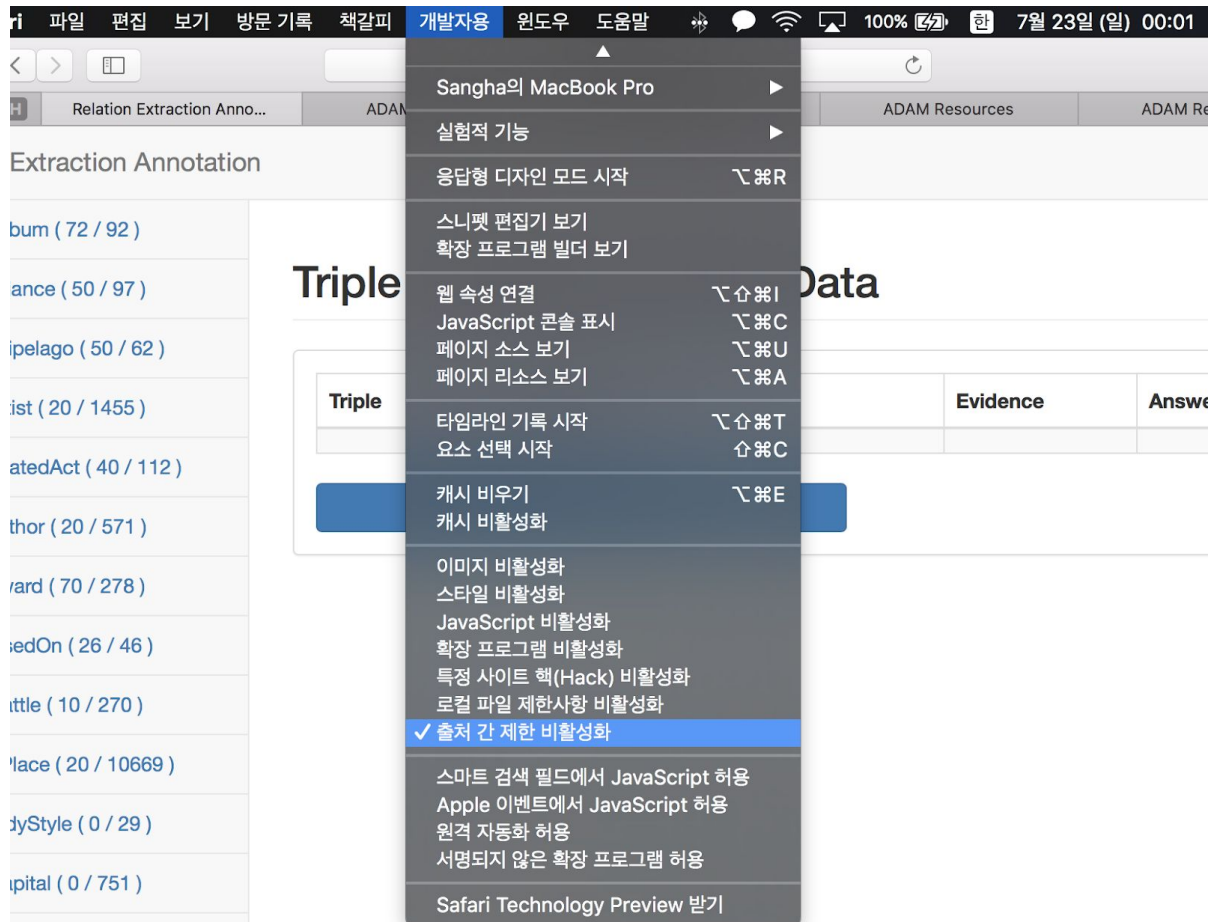 ri 파일 편집 보기 방문 기록 책갈피 개발자용 윈도우 도움말 100% 한 7월 23일 (일) 00:01
H Relation Extraction Anno... ADAM ADAM Resources ADAM Re
Extraction Annotation
bum ( 72 / 92 )
ance ( 50 / 97 )
ipelago ( 50 / 62 )
ist ( 20 / 1455 )
atedAct ( 40 / 112 )
thor ( 20 / 571 )
ard ( 70 / 278 )
sedOn ( 26 / 46 )
ttle ( 10 / 270 )
Place ( 20 / 10669 )
dyStyle ( 0 / 29 )
pital ( 0 / 751 )
Sangha의 MacBook Pro ▶
실험적 기능 ▶
응답형 디자인 모드 시작 ⌥⌘R
스니펫 편집기 보기
확장 프로그램 빌더 보기
웹 속성 연결 ⌥⇧⌘I
JavaScript 콘솔 표시 ⌥⌘C
페이지 소스 보기 ⌥⌘U
페이지 리소스 보기 ⌥⌘A
타임라인 기록 시작 ⌥⇧⌘T
요소 선택 시작 ⇧⌘C
캐시 비우기 ⌥⌘E
캐시 비활성화
이미지 비활성화
스타일 비활성화
JavaScript 비활성화
확장 프로그램 비활성화
특정 사이트 핵(Hack) 비활성화
로컬 파일 제한사항 비활성화
✓ 출처 간 제한 비활성화
스마트 검색 필드에서 JavaScript 허용
Apple 이벤트에서 JavaScript 허용
원격 자동화 허용
서명되지 않은 확장 프로그램 허용
Safari Technology Preview 받기
Triple Data
Triple Evidence Answe